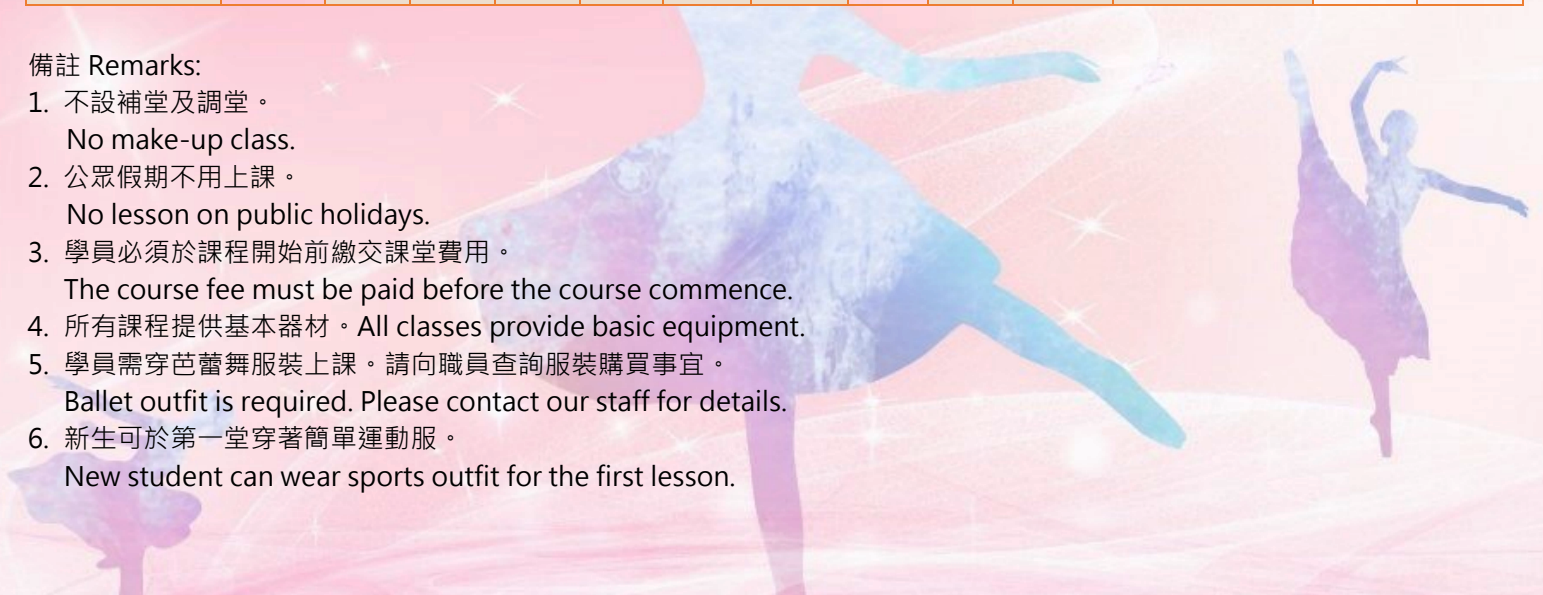 備註 Remarks:
1. 不設補堂及調堂。
No make-up class.
2. 公眾假期不用上課。
No lesson on public holidays.
3. 學員必須於課程開始前繳交課堂費用。
The course fee must be paid before the course commence.
4. 所有課程提供基本器材。All classes provide basic equipment.
5. 學員需穿芭蕾舞服裝上課。請向職員查詢服裝購買事宜。
Ballet outfit is required. Please contact our staff for details.
6. 新生可於第一堂穿著簡單運動服。
New student can wear sports outfit for the first lesson.